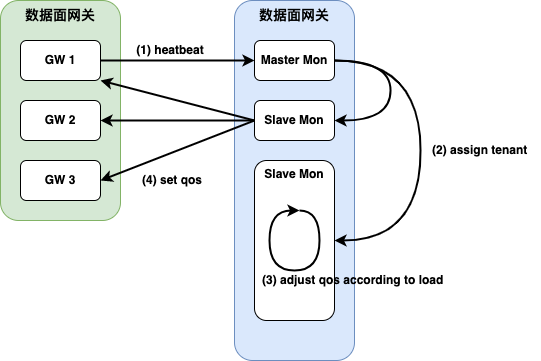 数据面网关
数据面网关
GW 1
(1) heatbeat
Master Mon
GW 2
Slave Mon
(2) assign tenant
GW 3
(4) set qos
Slave Mon
(3) adjust qos according to load